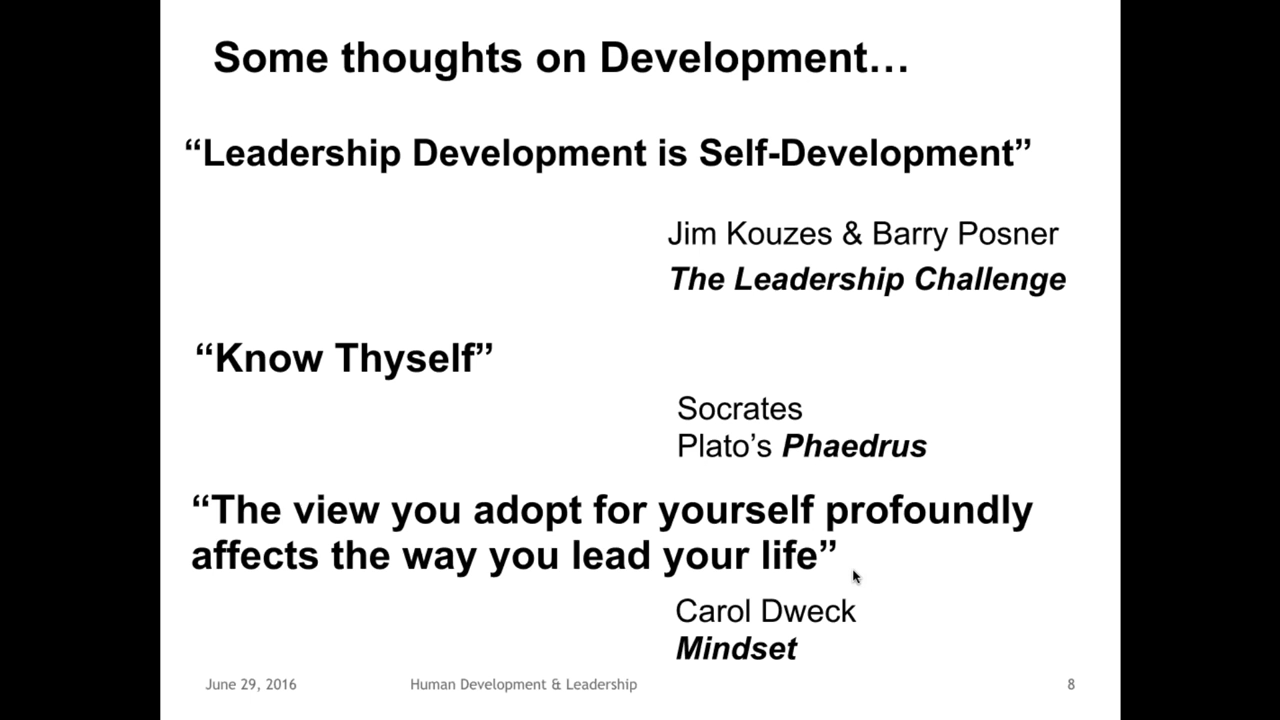 Some thoughts on Development…
“Leadership Development is Self-Development”
Jim Kouzes & Barry Posner
The Leadership Challenge
“Know Thyself”
Socrates
Plato’s Phaedrus
“The view you adopt for yourself profoundly
affects the way you lead your life”
Carol Dweck
Mindset
June 29, 2016 Human Development & Leadership 8